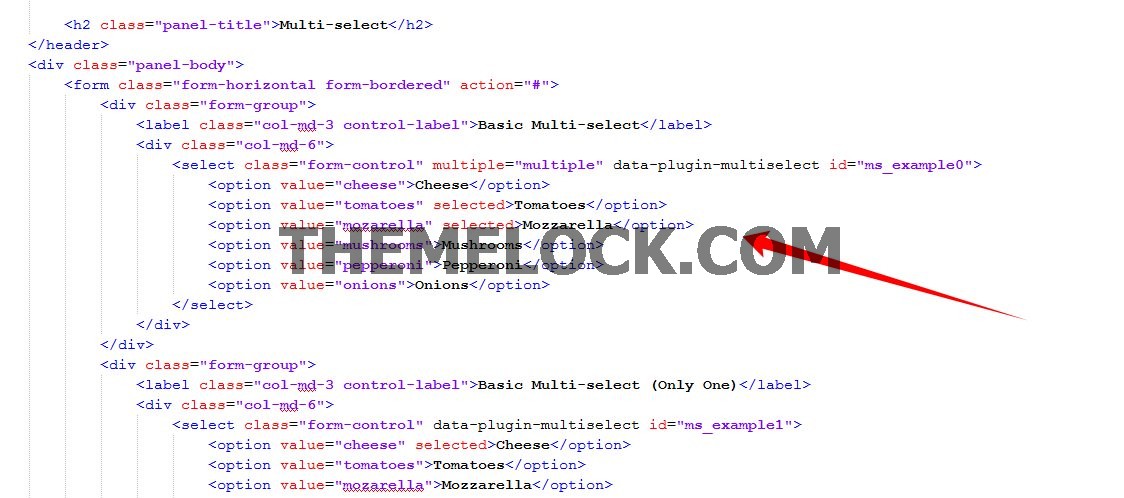 <h2 class="panel-title">Multi-select</h2>
</header>
<div class="panel-body">
<form class="form-horizontal form-bordered" action="#">
<div class="form-group">
<label class="col-md-3 control-label">Basic Multi-select</label>
<div class="col-md-6">
<select class="form-control" multiple="multiple" data-plugin-multiselect id="ms_example0">
<option value="cheese">Cheese</option>
<option value="tomatoes" selected>Tomatoes</option>
<option value="mozarella" selected>Mozzarella</option>
<option value="mushrooms">Mushrooms</option>
THEMELOCK.COM
<option value="pepperoni">Pepperoni</option>
<option value="onions">Onions</option>
</select>
</div>
</div>
<div class="form-group">
<label class="col-md-3 control-label">Basic Multi-select (Only One)</label>
<div class="col-md-6">
<select class="form-control" data-plugin-multiselect id="ms_example1">
<option value="cheese" selected>Cheese</option>
<option value="tomatoes">Tomatoes</option>
<option value="mozarella">Mozzarella</option>